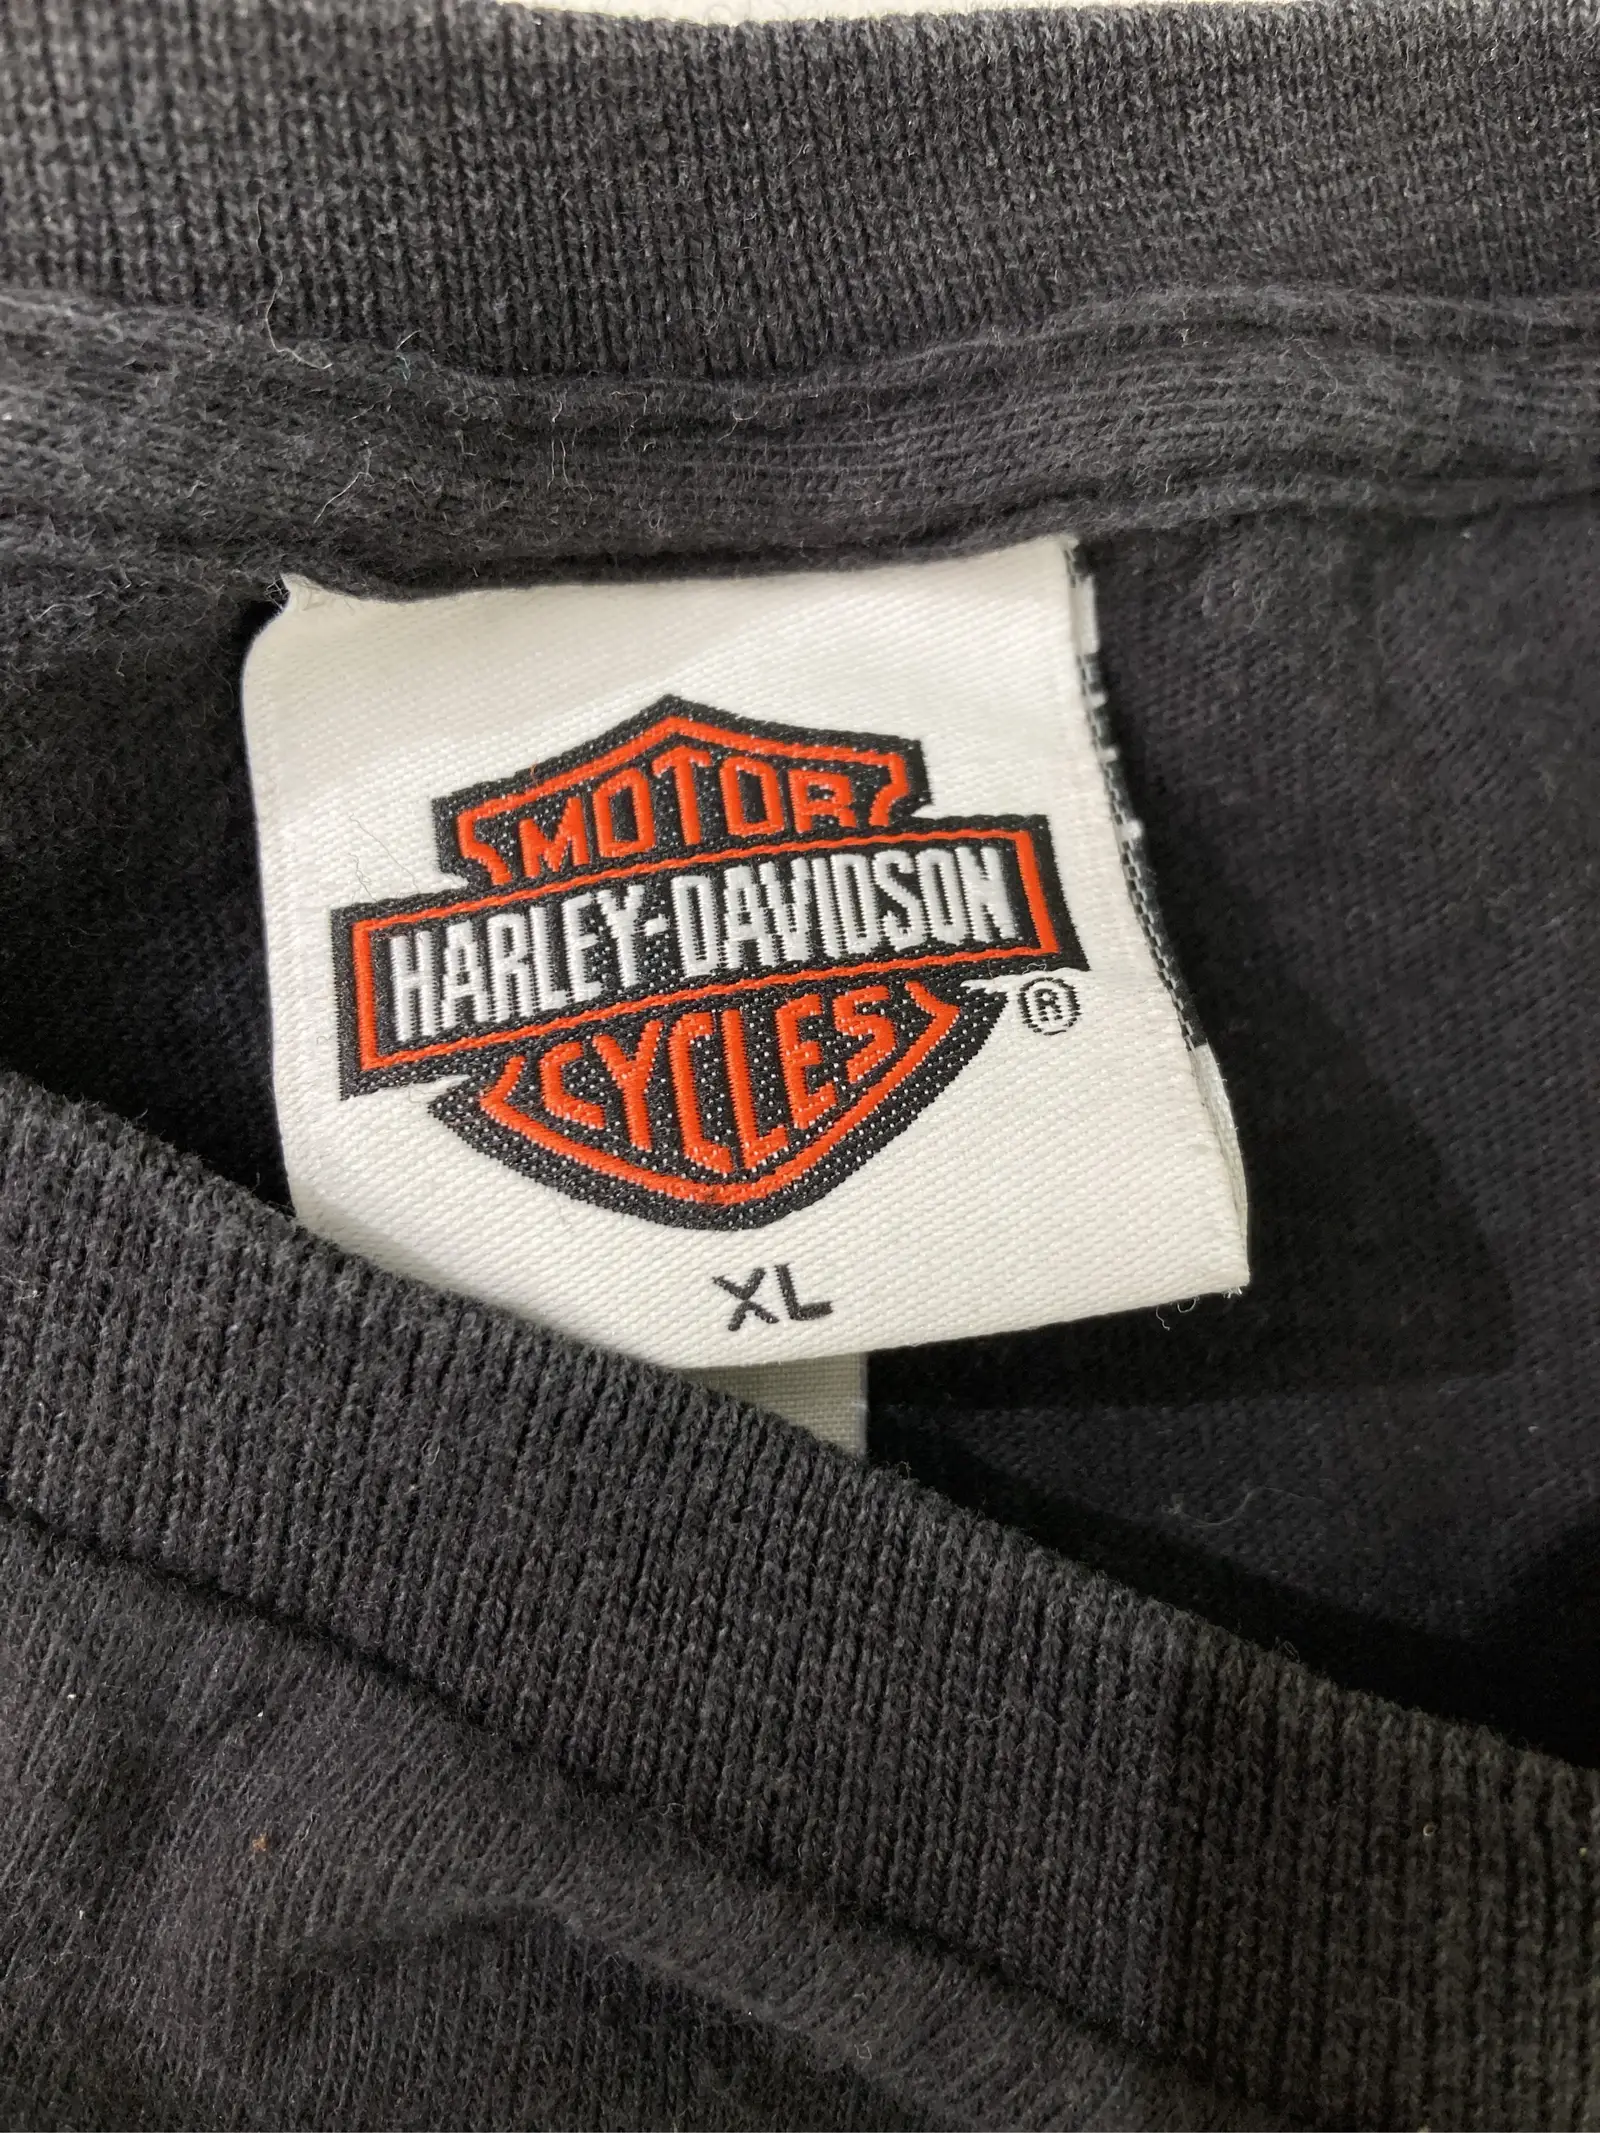 MOTOR
HARLEY-DAVIDSON
CYCLES
®
XL